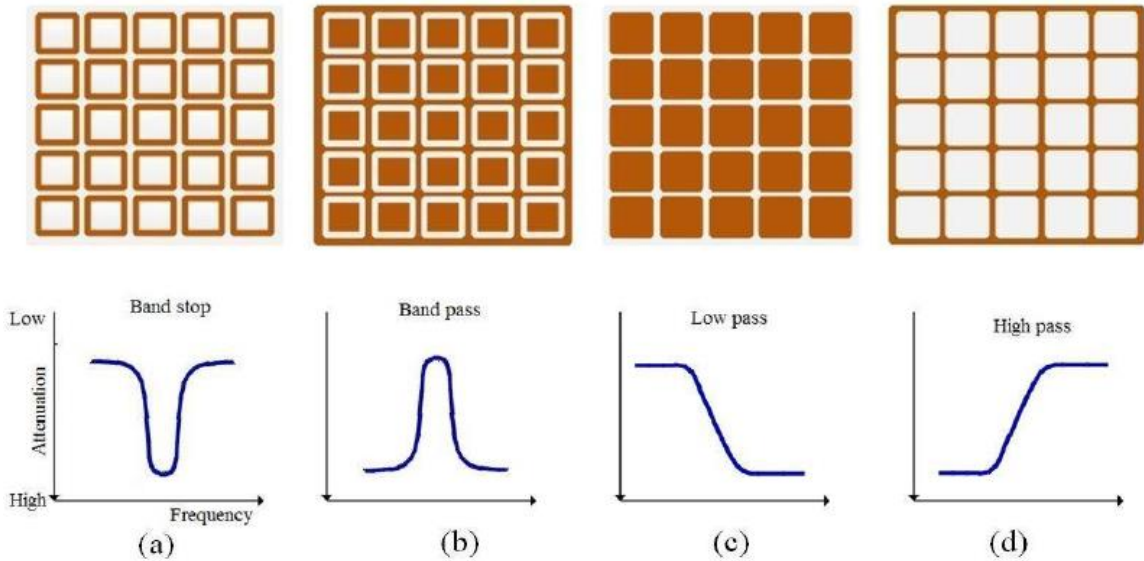 Low
Attenuation
High
Band stop
Frequency
(a)
Band pass
(b)
Low pass
(c)
High pass
(d)